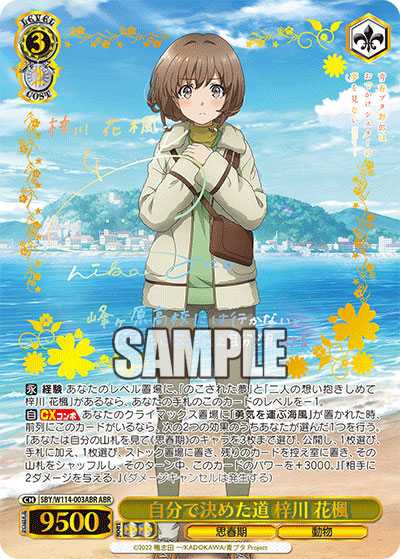 LEVEL
3
2
COST
青春ブタ野郎は
おでかけシスターの
夢を見ない
梓川 花楓
峰ヶ原高校には行かない
SAMPLE
永 経験 あなたのレベル置場に、「のこされた夢」と「二人の想い抱きしめて
梓川 花楓」があるなら、あなたの手札のこのカードのレベルを－1。
自 CXコンボ あなたのクライマックス置場に「勇気を運ぶ海風」が置かれた時、
前列にこのカードがいるなら、次の2つの効果のうちあなたが選んだ1つを行う。
『あなたは自分の山札を見て《思春期》のキャラを3枚まで選び、公開し、1枚選び、
手札に加え、1枚選び、ストック置場に置き、残りのカードを控え室に置き、その
山札をシャッフルし、そのターン中、このカードのパワーを＋3000。』『相手に
2ダメージを与える。』（ダメージキャンセルは発生する）
CH SBY/W114-003ABR ABR
9500
自分で決めた道 梓川 花楓
思春期 動物
©2022 鴨志田 一/KADOKAWA/青ブタ Project